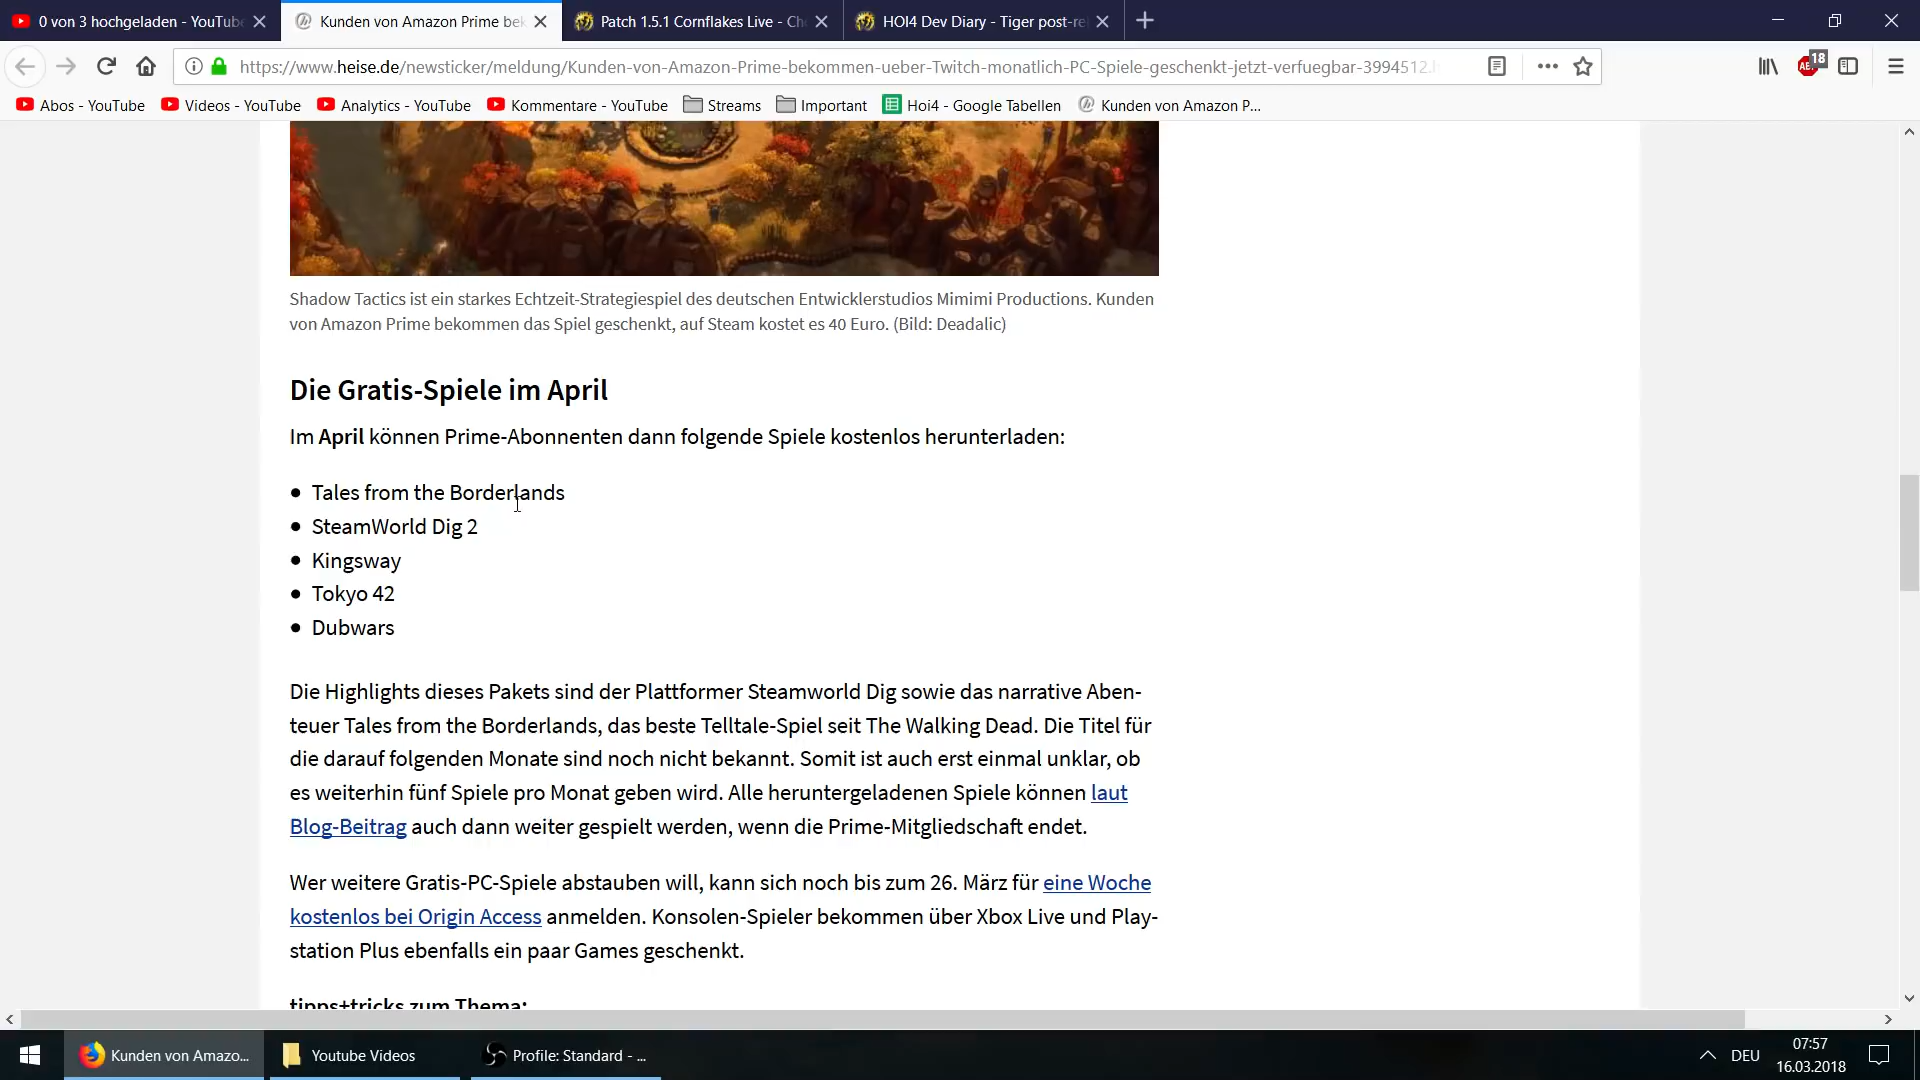 0 von 3 hochgeladen - YouTube
Kunden von Amazon Prime bek
Patch 1.5.1 Cornflakes Live - Ch
HOI4 Dev Diary - Tiger post-re
https://www.heise.de/newsticker/meldung/Kunden-von-Amazon-Prime-bekommen-ueber-Twitch-monatlich-PC-Spiele-geschenkt-jetzt-verfuegbar-3994512.h
18
ABP
Abos - YouTube
Videos - YouTube
Analytics - YouTube
Kommentare - YouTube
Streams
Important
Hoi4 - Google Tabellen
Kunden von Amazon P...
Shadow Tactics ist ein starkes Echtzeit-Strategiespiel des deutschen Entwicklerstudios Mimimi Productions. Kunden
von Amazon Prime bekommen das Spiel geschenkt, auf Steam kostet es 40 Euro. (Bild: Deadalic)
Die Gratis-Spiele im April
Im April können Prime-Abonnenten dann folgende Spiele kostenlos herunterladen:
• Tales from the Borderlands
• SteamWorld Dig 2
• Kingsway
• Tokyo 42
• Dubwars
Die Highlights dieses Pakets sind der Plattformer Steamworld Dig sowie das narrative Aben-
teuer Tales from the Borderlands, das beste Telltale-Spiel seit The Walking Dead. Die Titel für
die darauf folgenden Monate sind noch nicht bekannt. Somit ist auch erst einmal unklar, ob
es weiterhin fünf Spiele pro Monat geben wird. Alle heruntergeladenen Spiele können laut
Blog-Beitrag auch dann weiter gespielt werden, wenn die Prime-Mitgliedschaft endet.
Wer weitere Gratis-PC-Spiele abstauben will, kann sich noch bis zum 26. März für eine Woche
kostenlos bei Origin Access anmelden. Konsolen-Spieler bekommen über Xbox Live und Play-
station Plus ebenfalls ein paar Games geschenkt.
tipps+tricks zum Thema:
Kunden von Amazo...
Youtube Videos
Profile: Standard - ...
DEU
07:57
16.03.2018